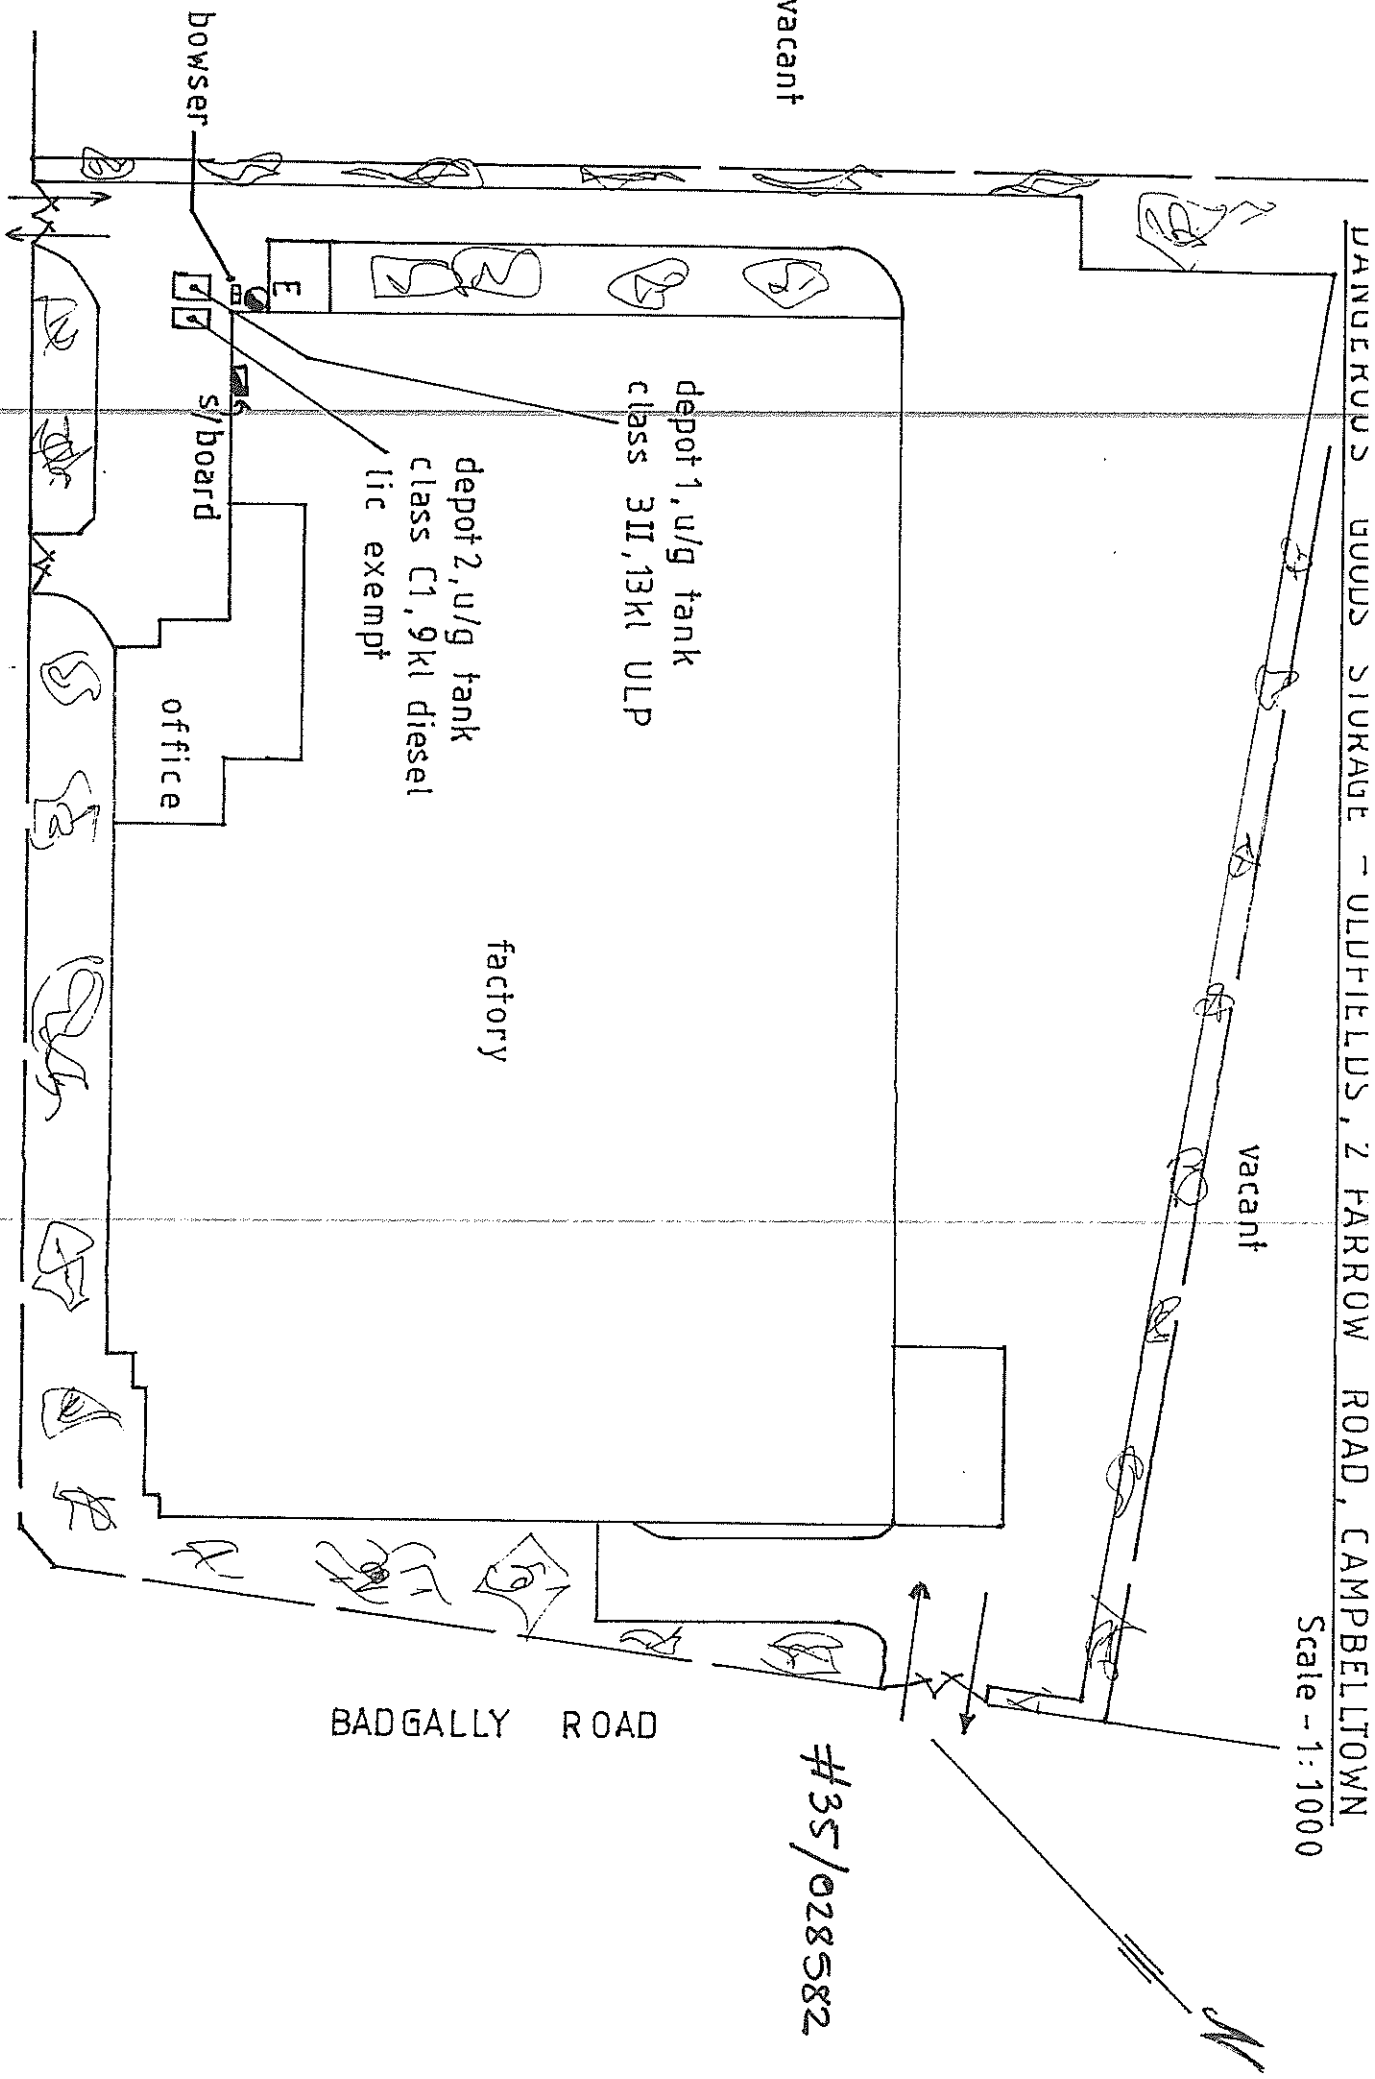 DANGEROUS GOODS STORAGE - OLDFIELDS, 2 FARROW ROAD, CAMPBELLTOWN
Scale - 1:1000
vacant
vacant
depot 1, u/g tank
class 3II, 13kl ULP
depot 2, u/g tank
class C1, 9kl diesel
lic exempt
factory
E
s/board
office
bowser
BADGALLY ROAD
#35/028582
N